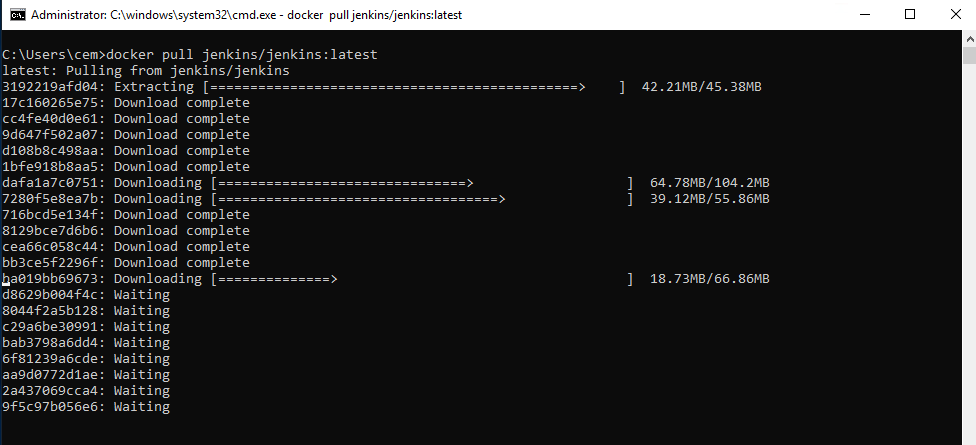 Administrator: C:\windows\system32\cmd.exe - docker  pull jenkins/jenkins:latest
C:\Users\cem>docker pull jenkins/jenkins:latest
latest: Pulling from jenkins/jenkins
3192219afd04: Extracting [==============================================>    ]  42.21MB/45.38MB
17c160265e75: Download complete
cc4fe40d0e61: Download complete
9d647f502a07: Download complete
d108b8c498aa: Download complete
1bfe918b8aa5: Download complete
dafa1a7c0751: Downloading [===============================>                   ]  64.78MB/104.2MB
7280f5e8ea7b: Downloading [===================================>               ]  39.12MB/55.86MB
716bcd5e134f: Download complete
8129bce7d6b6: Download complete
cea66c058c44: Download complete
bb3ce5f2296f: Download complete
ba019bb69673: Downloading [==============>                                    ]  18.73MB/66.86MB
d8629b004f4c: Waiting
8044f2a5b128: Waiting
c29a6be30991: Waiting
bab3798a6dd4: Waiting
6f81239a6cde: Waiting
aa9d0772d1ae: Waiting
2a437069cca4: Waiting
9f5c97b056e6: Waiting